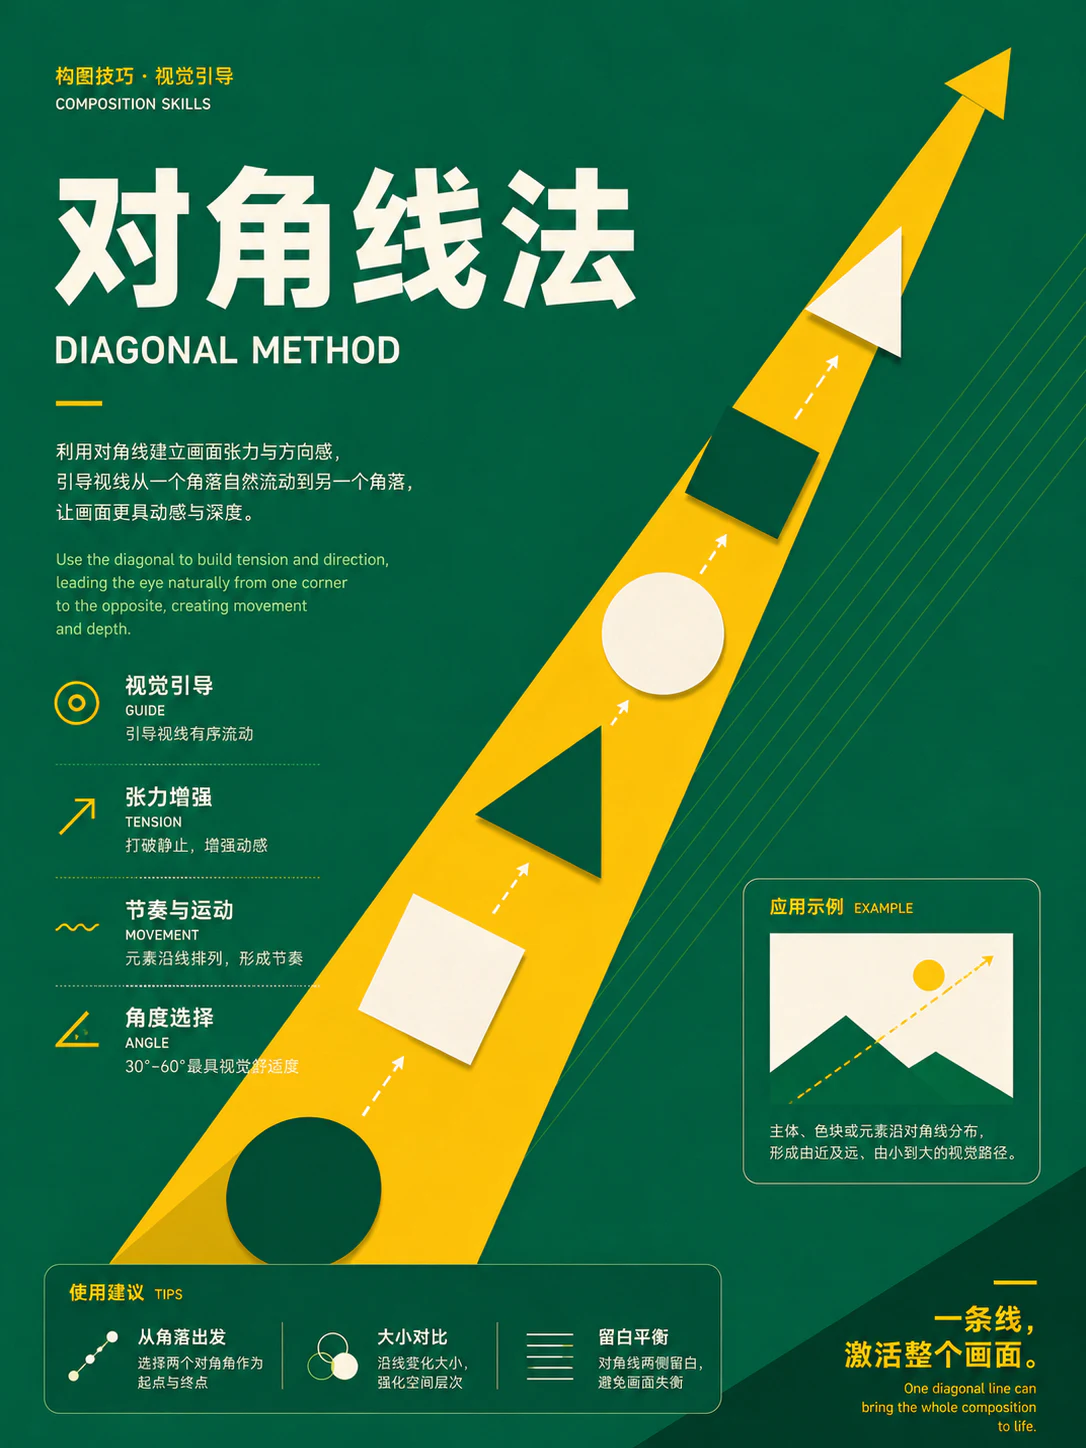 构图技巧·视觉引导
COMPOSITION SKILLS
对角线法
DIAGONAL METHOD
利用对角线建立画面张力与方向感，
引导视线从一个角落自然流动到另一个角落，
让画面更具动感与深度。
Use the diagonal to build tension and direction,
leading the eye naturally from one corner
to the opposite, creating movement
and depth.
视觉引导
GUIDE
引导视线有序流动
张力增强
TENSION
打破静止，增强动感
节奏与运动
MOVEMENT
元素沿线排列，形成节奏
角度选择
ANGLE
30°–60°最具视觉舒适度
应用示例 EXAMPLE
主体、色块或元素沿对角线分布，
形成由近及远、由小到大的视觉路径。
使用建议 TIPS
从角落出发
选择两个对角角作为
起点与终点
大小对比
沿线变化大小，
强化空间层次
留白平衡
对角线两侧留白，
避免画面失衡
一条线，
激活整个画面。
One diagonal line can
bring the whole composition
to life.